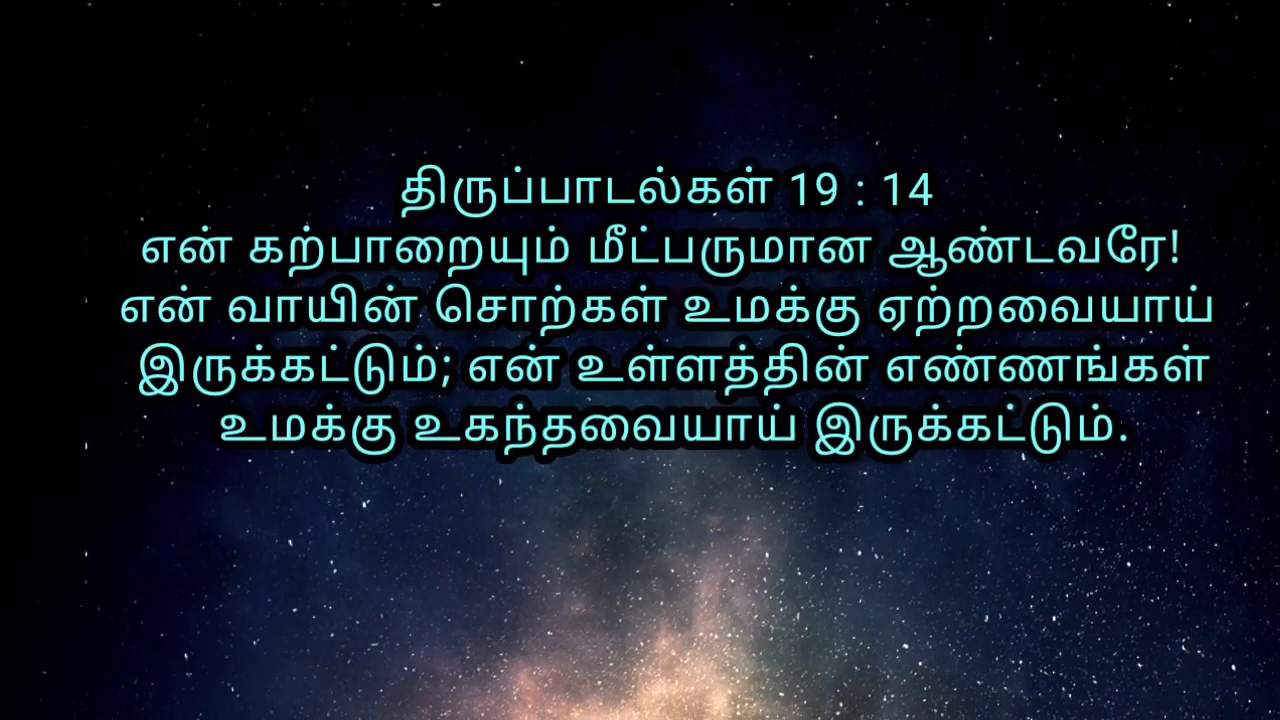 திருப்பாடல்கள் 19 : 14
என் கற்பாறையும் மீட்பருமான ஆண்டவரே!
என் வாயின் சொற்கள் உமக்கு ஏற்றவையாய்
இருக்கட்டும்; என் உள்ளத்தின் எண்ணங்கள்
உமக்கு உகந்தவையாய் இருக்கட்டும்.